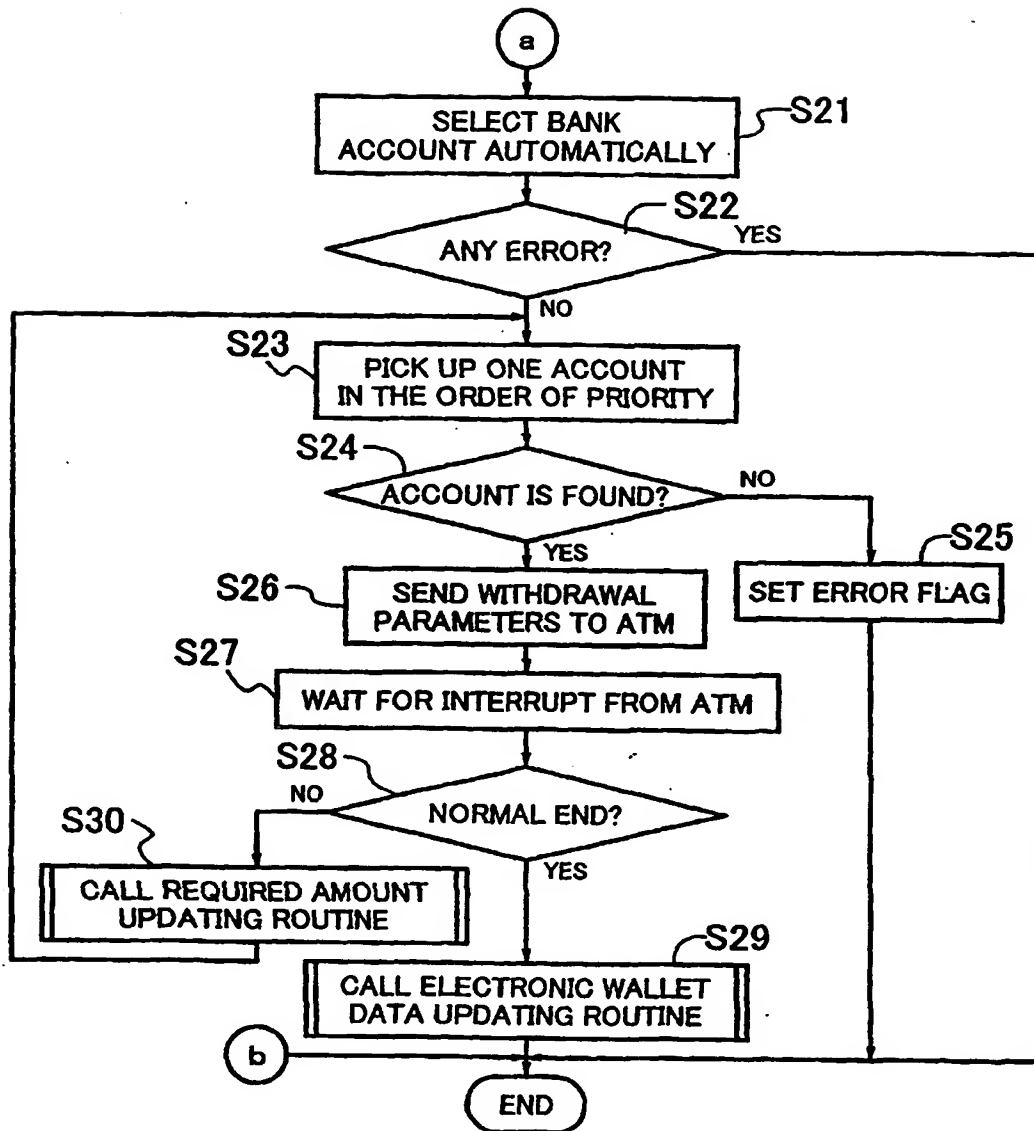 a
SELECT BANK
ACCOUNT AUTOMATICALLY
S21
ANY ERROR?
S22
YES
NO
S23
PICK UP ONE ACCOUNT
IN THE ORDER OF PRIORITY
S24
ACCOUNT IS FOUND?
NO
YES
S25
SET ERROR FLAG
S26
SEND WITHDRAWAL
PARAMETERS TO ATM
S27
WAIT FOR INTERRUPT FROM ATM
S28
NO
NORMAL END?
YES
S30
CALL REQUIRED AMOUNT
UPDATING ROUTINE
S29
CALL ELECTRONIC WALLET
DATA UPDATING ROUTINE
b
END